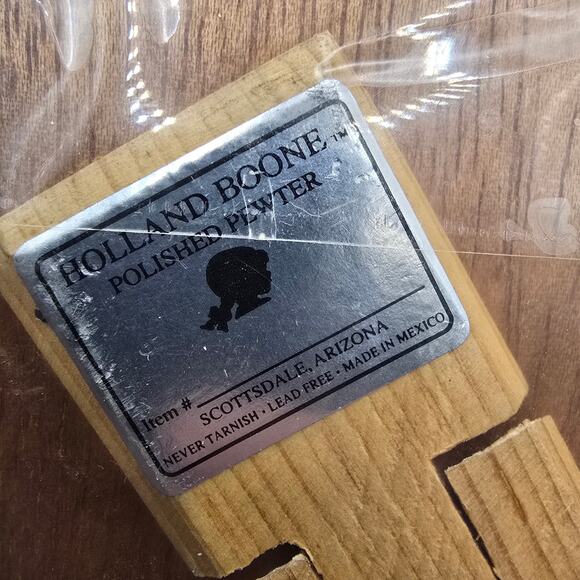 HOLLAND BOONE™
POLISHED PEWTER
Item #
SCOTTSDALE, ARIZONA
NEVER TARNISH · LEAD FREE · MADE IN MEXICO